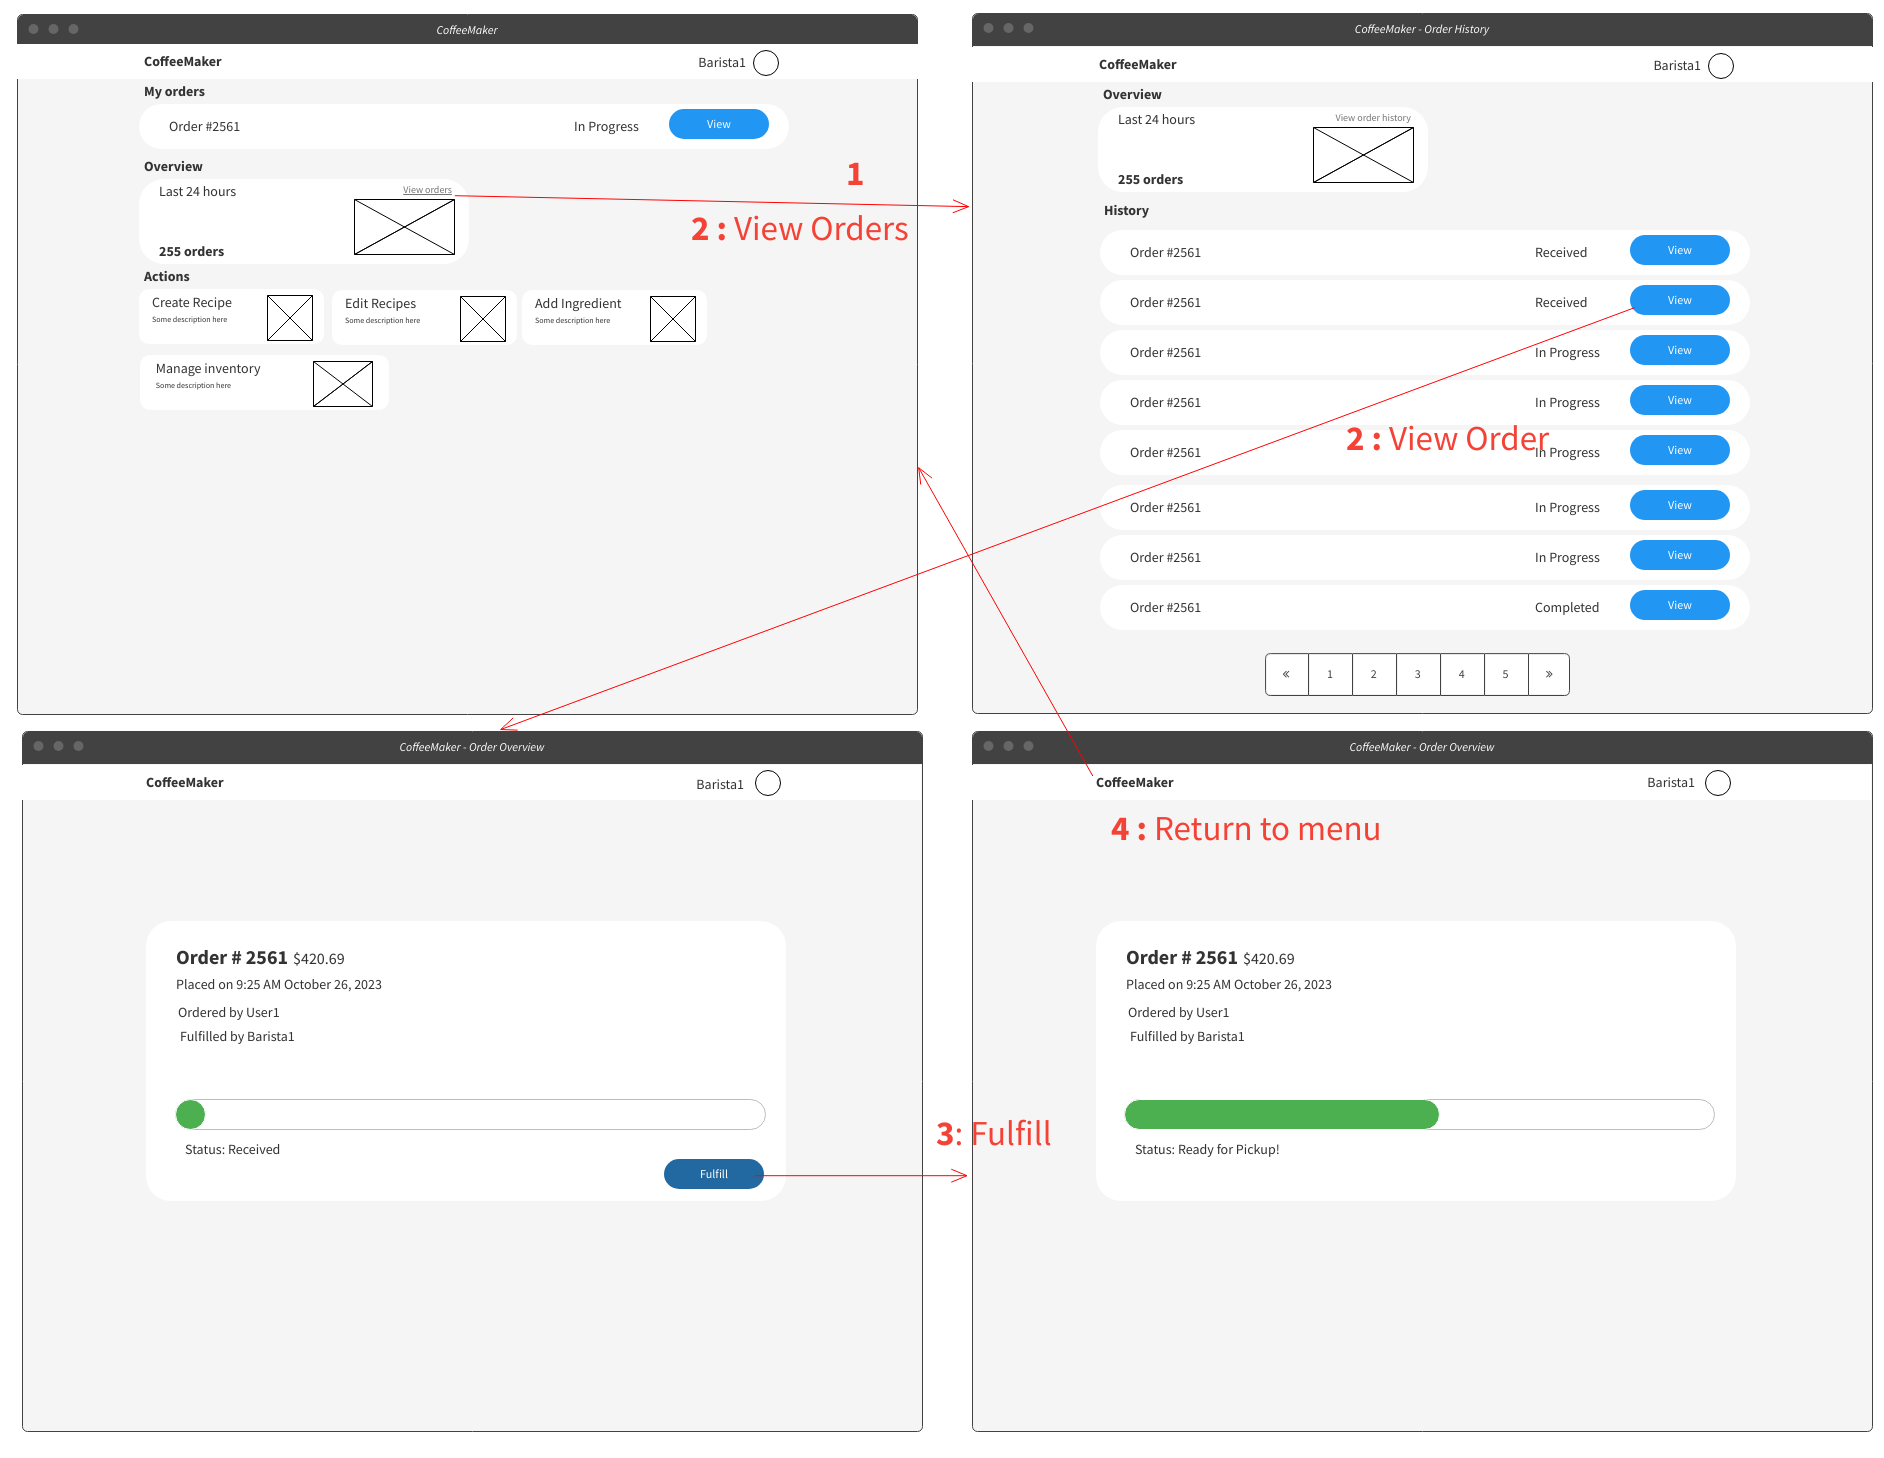 CoffeeMaker
CoffeeMaker
Barista1
My orders
Order #2561
In Progress
View
Overview
Last 24 hours
View orders
255 orders
Actions
Create Recipe
Some description here
Edit Recipes
Some description here
Add Ingredient
Some description here
Manage inventory
Some description here
1
2 : View Orders
CoffeeMaker - Order History
CoffeeMaker
Barista1
Overview
Last 24 hours
View order history
255 orders
History
Order #2561 Received View
Order #2561 Received View
Order #2561 In Progress View
Order #2561 In Progress View
2 : View Order
Order #2561 In Progress View
Order #2561 In Progress View
Order #2561 In Progress View
Order #2561 Completed View
« 1 2 3 4 5 »
CoffeeMaker - Order Overview
CoffeeMaker
Barista1
Order # 2561 $420.69
Placed on 9:25 AM October 26, 2023
Ordered by User1
Fulfilled by Barista1
Status: Received
Fulfill
3: Fulfill
CoffeeMaker - Order Overview
CoffeeMaker
Barista1
4 : Return to menu
Order # 2561 $420.69
Placed on 9:25 AM October 26, 2023
Ordered by User1
Fulfilled by Barista1
Status: Ready for Pickup!